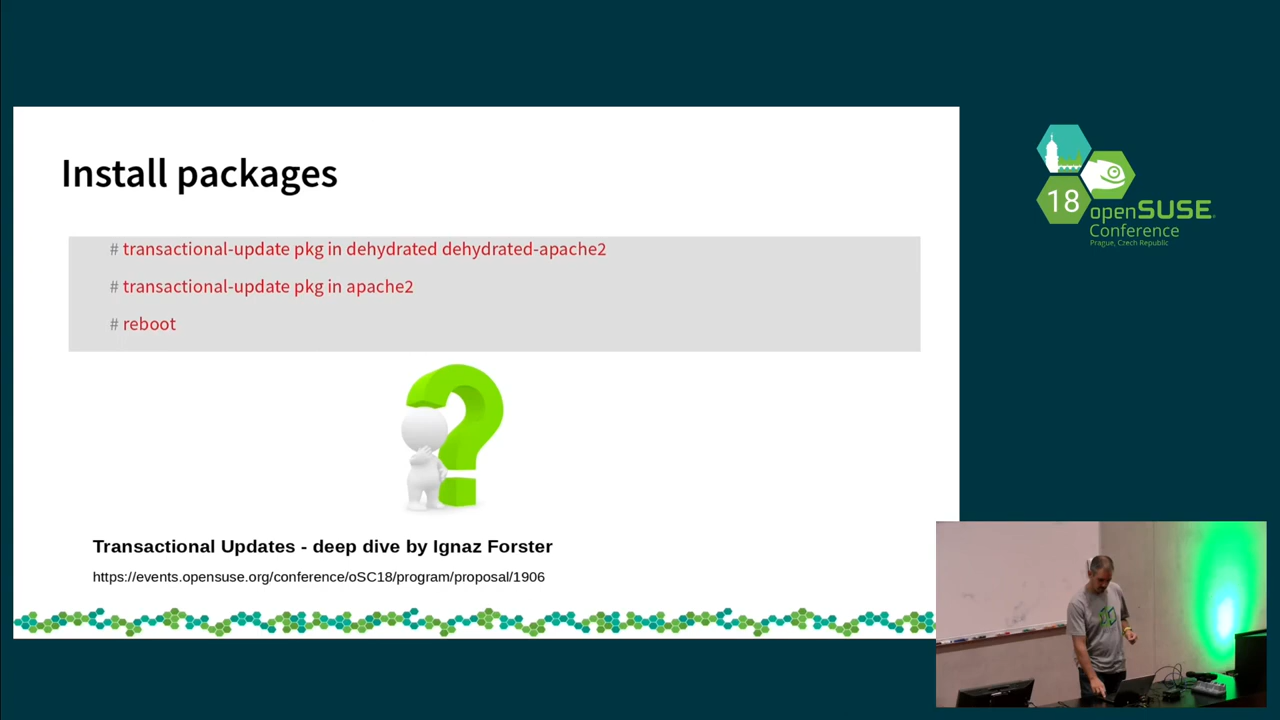 Install packages
# transactional-update pkg in dehydrated dehydrated-apache2
# transactional-update pkg in apache2
# reboot
Transactional Updates - deep dive by Ignaz Forster
https://events.opensuse.org/conference/oSC18/program/proposal/1906
18
openSUSE
Conference
Prague, Czech Republic